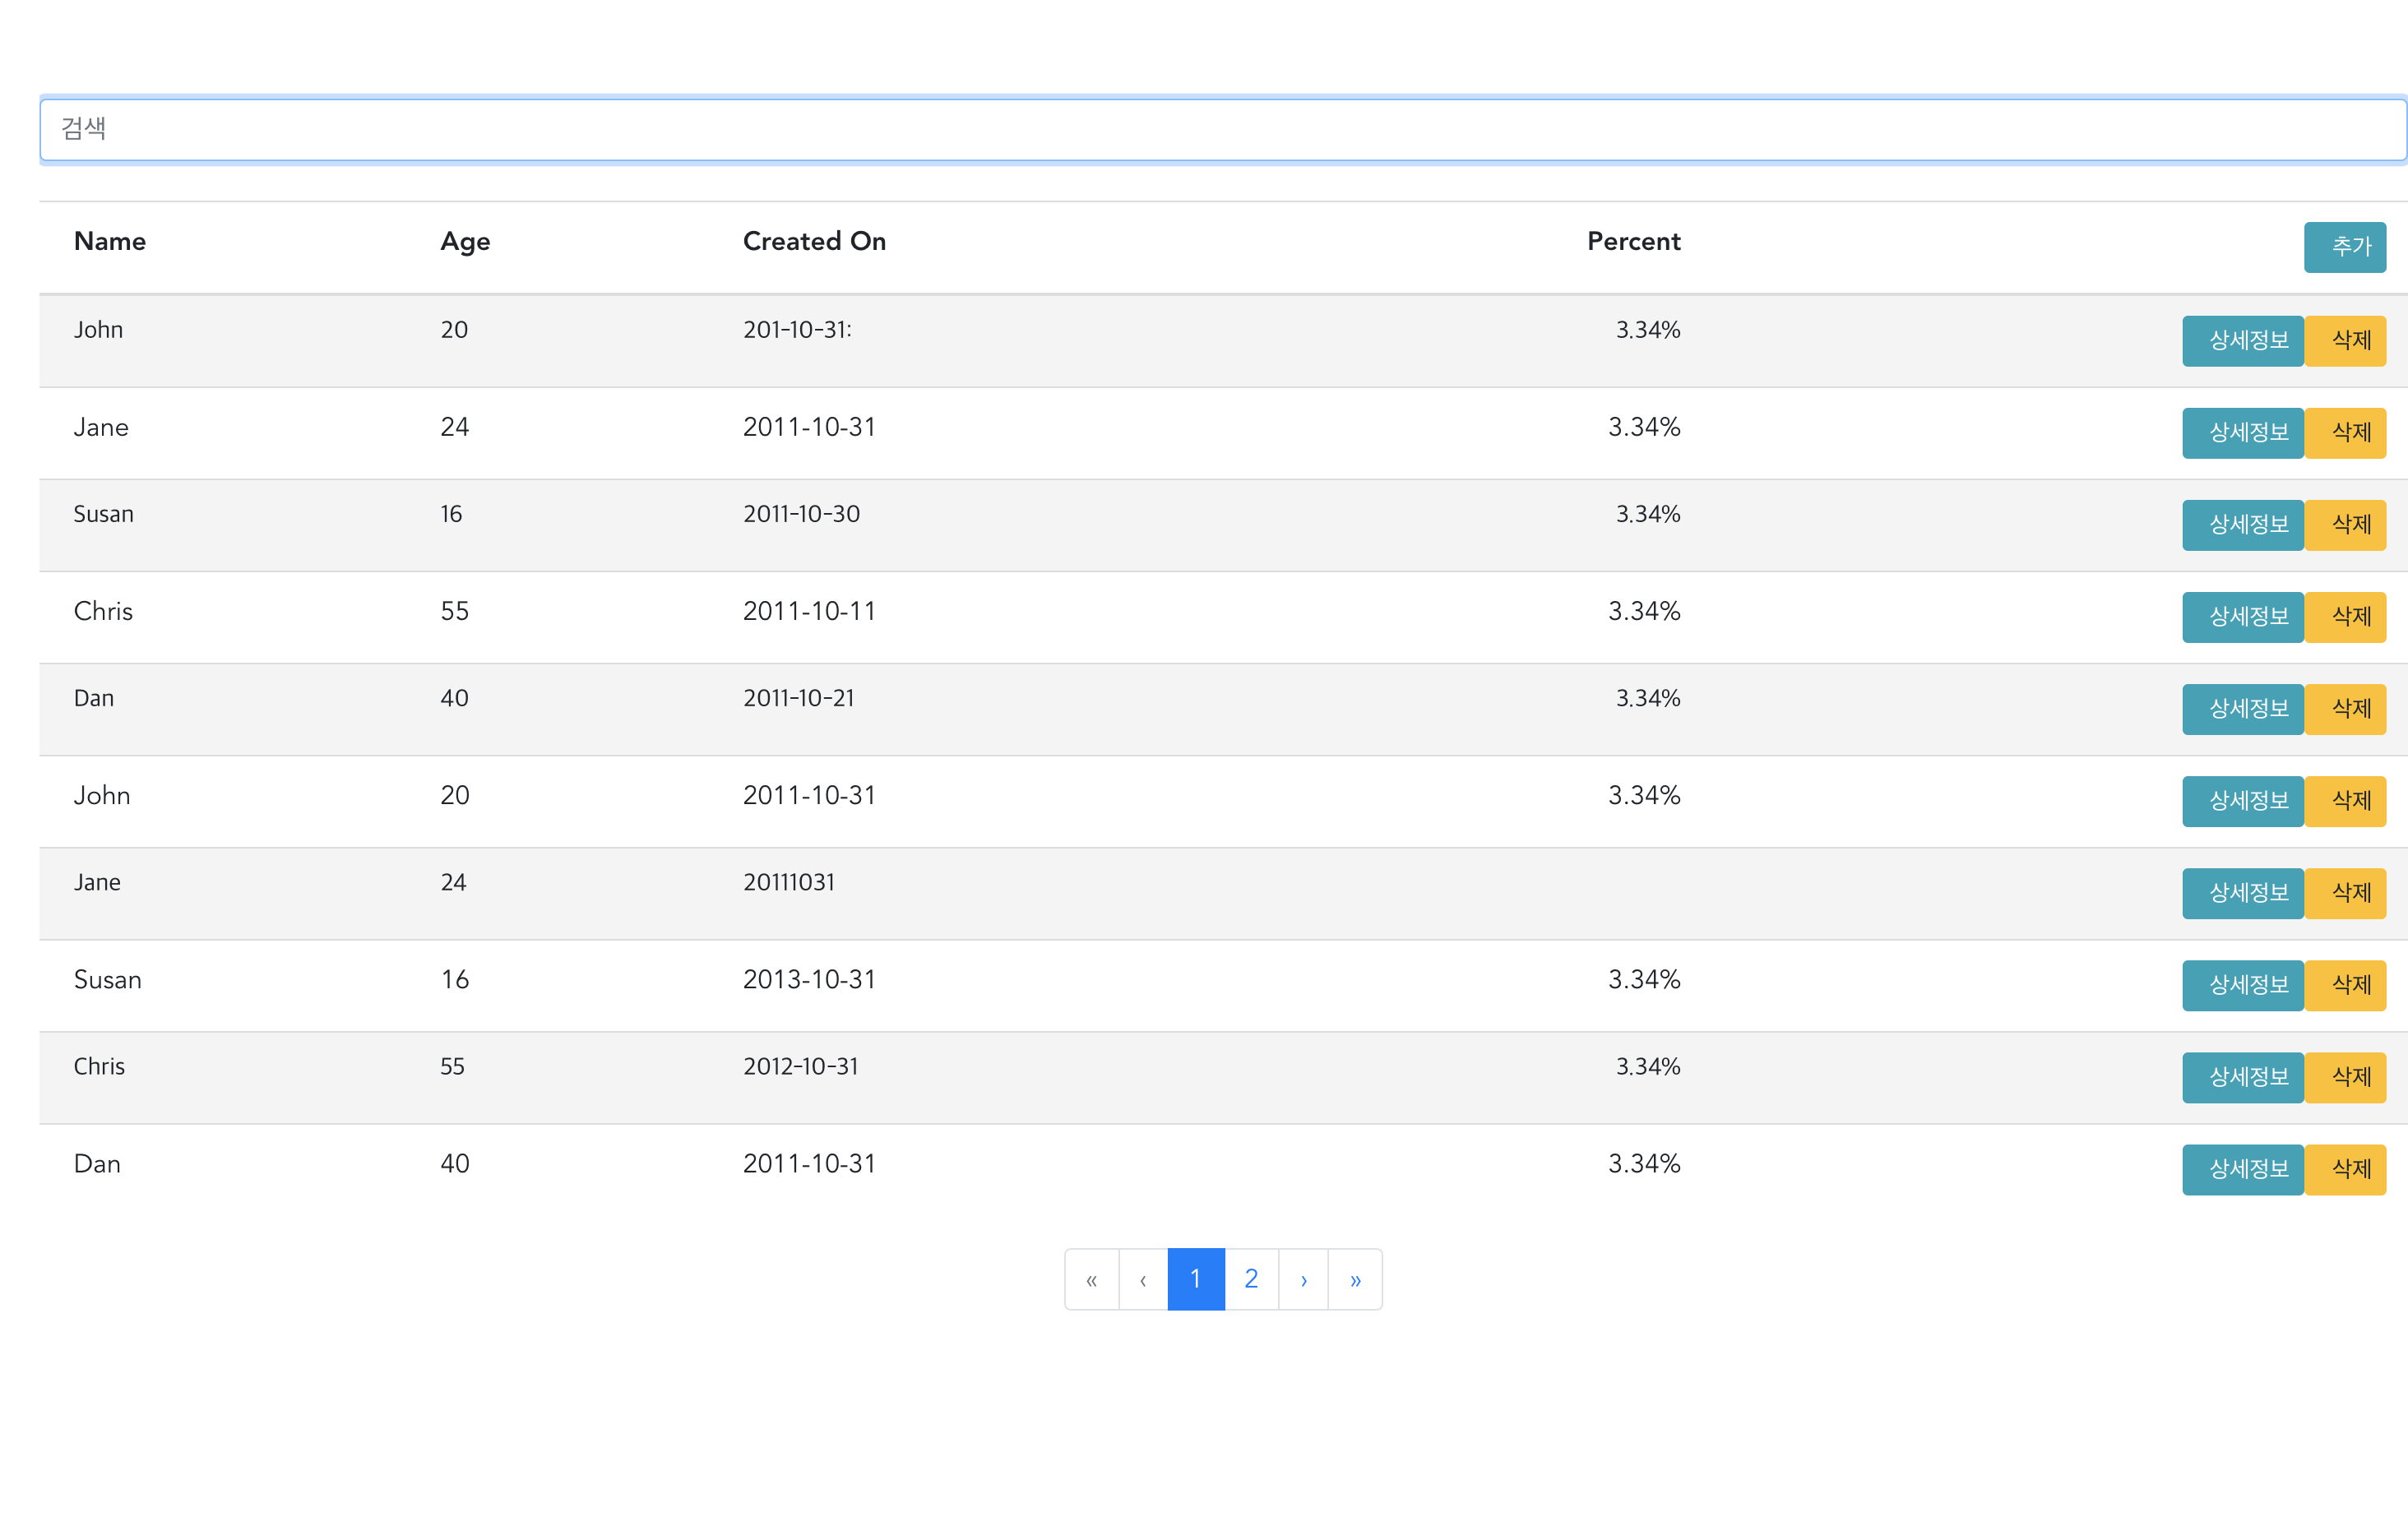 검색
Name Age Created On Percent 추가
John 20 201-10-31: 3.34% 상세정보 삭제
Jane 24 2011-10-31 3.34% 상세정보 삭제
Susan 16 2011-10-30 3.34% 상세정보 삭제
Chris 55 2011-10-11 3.34% 상세정보 삭제
Dan 40 2011-10-21 3.34% 상세정보 삭제
John 20 2011-10-31 3.34% 상세정보 삭제
Jane 24 20111031 상세정보 삭제
Susan 16 2013-10-31 3.34% 상세정보 삭제
Chris 55 2012-10-31 3.34% 상세정보 삭제
Dan 40 2011-10-31 3.34% 상세정보 삭제
« ‹ 1 2 › »